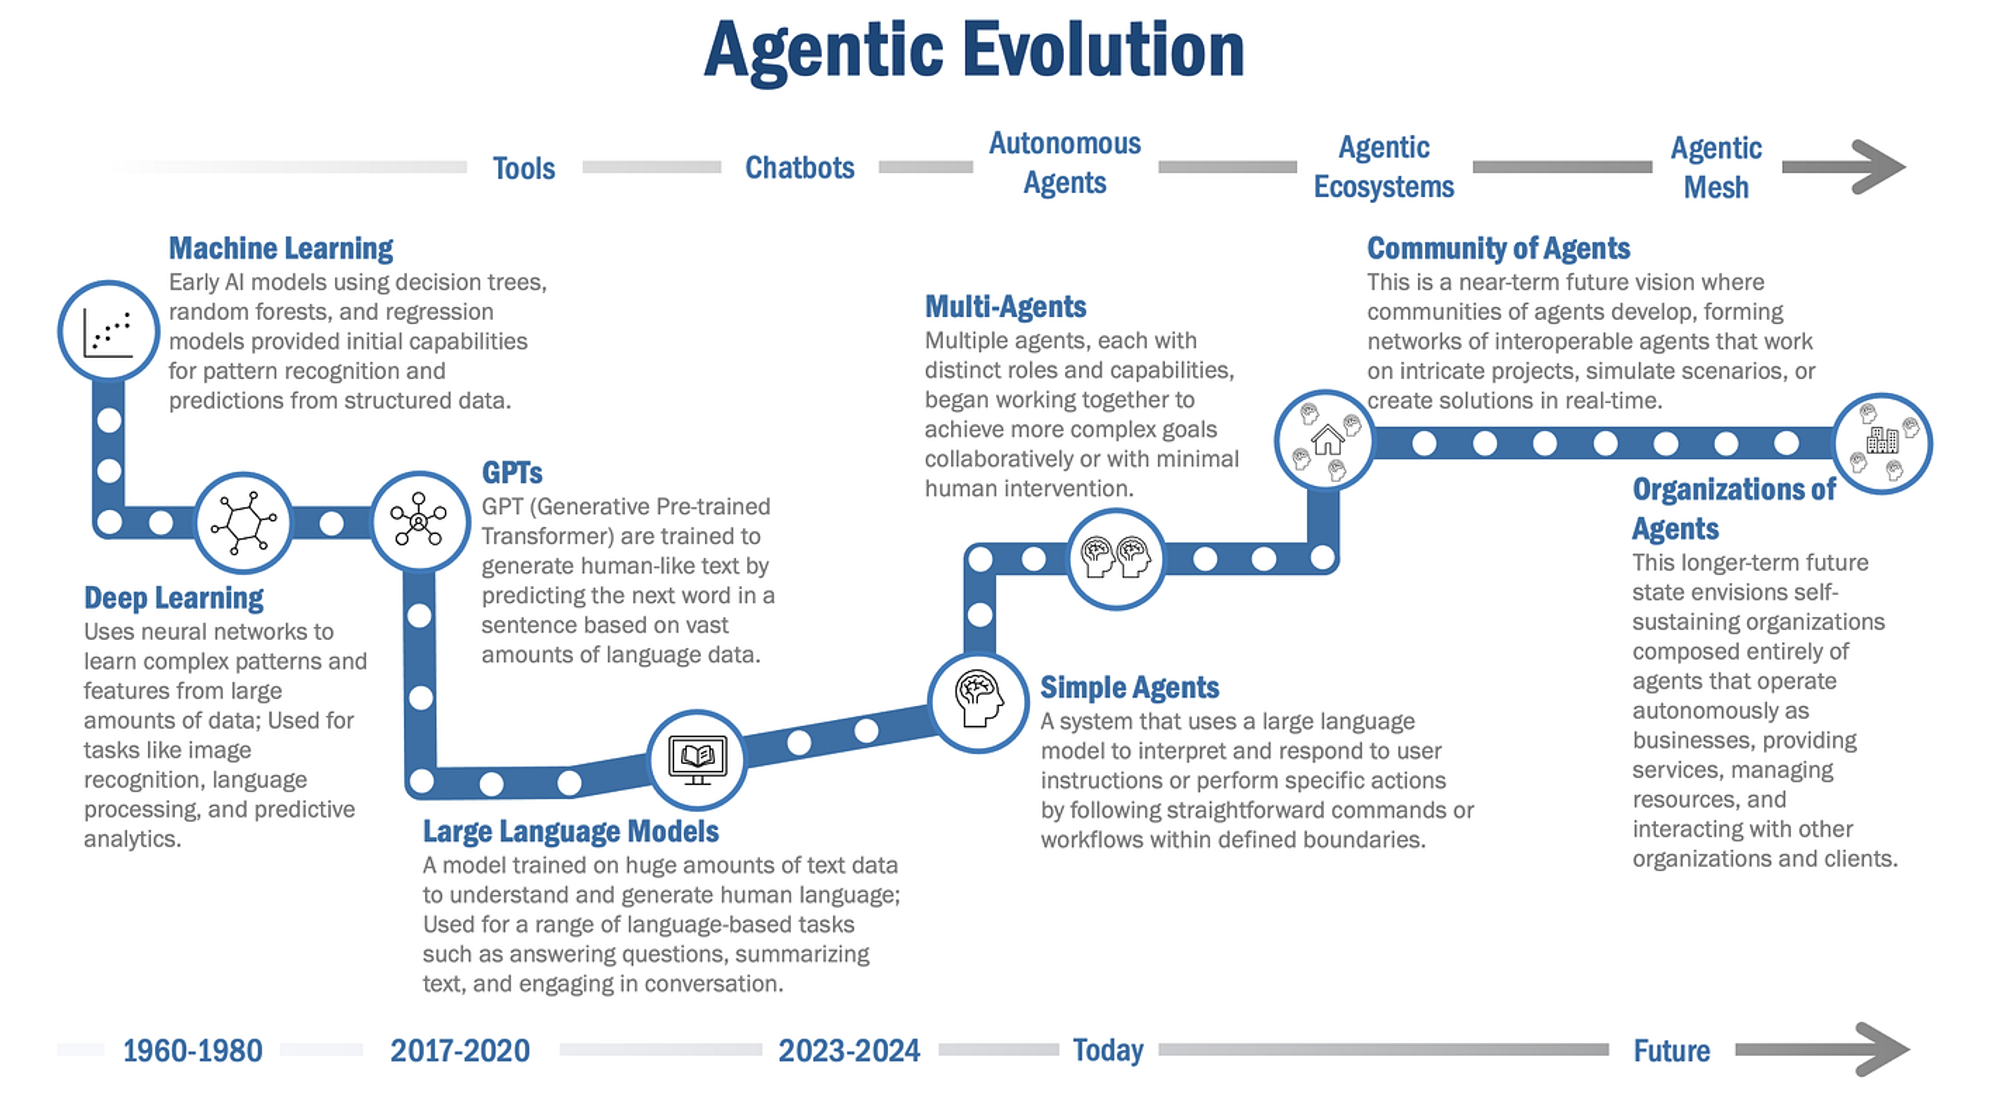 Agentic Evolution
Tools
Chatbots
Autonomous
Agents
Agentic
Ecosystems
Agentic
Mesh
Machine Learning
Early AI models using decision trees,
random forests, and regression
models provided initial capabilities
for pattern recognition and
predictions from structured data.
Deep Learning
Uses neural networks to
learn complex patterns and
features from large
amounts of data; Used for
tasks like image
recognition, language
processing, and predictive
analytics.
GPTs
GPT (Generative Pre-trained
Transformer) are trained to
generate human-like text by
predicting the next word in a
sentence based on vast
amounts of language data.
Large Language Models
A model trained on huge amounts of text data
to understand and generate human language;
Used for a range of language-based tasks
such as answering questions, summarizing
text, and engaging in conversation.
Simple Agents
A system that uses a large language
model to interpret and respond to user
instructions or perform specific actions
by following straightforward commands or
workflows within defined boundaries.
Multi-Agents
Multiple agents, each with
distinct roles and capabilities,
began working together to
achieve more complex goals
collaboratively or with minimal
human intervention.
Community of Agents
This is a near-term future vision where
communities of agents develop, forming
networks of interoperable agents that work
on intricate projects, simulate scenarios, or
create solutions in real-time.
Organizations of
Agents
This longer-term future
state envisions self-
sustaining organizations
composed entirely of
agents that operate
autonomously as
businesses, providing
services, managing
resources, and
interacting with other
organizations and clients.
1960-1980
2017-2020
2023-2024
Today
Future